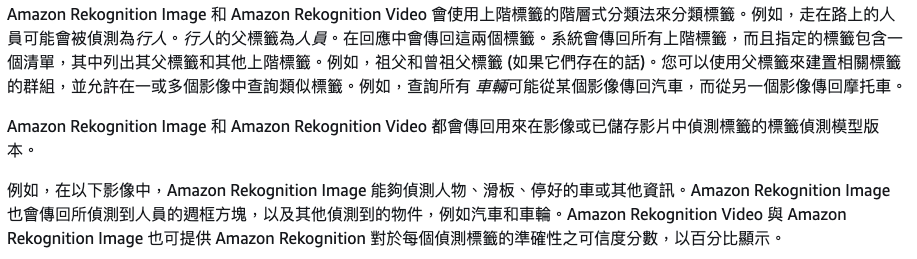 Amazon Rekognition Image 和 Amazon Rekognition Video 會使用上階標籤的階層式分類法來分類標籤。例如，走在路上的人
員可能會被偵測為行人。行人的父標籤為人員。在回應中會傳回這兩個標籤。系統會傳回所有上階標籤，而且指定的標籤包含一
個清單，其中列出其父標籤和其他上階標籤。例如，祖父和曾祖父標籤 (如果它們存在的話)。您可以使用父標籤來建置相關標籤
的群組，並允許在一或多個影像中查詢類似標籤。例如，查詢所有 車輛可能從某個影像傳回汽車，而從另一個影像傳回摩托車。
Amazon Rekognition Image 和 Amazon Rekognition Video 都會傳回用來在影像或已儲存影片中偵測標籤的標籤偵測模型版
本。
例如，在以下影像中，Amazon Rekognition Image 能夠偵測人物、滑板、停好的車或其他資訊。Amazon Rekognition Image
也會傳回所偵測到人員的週框方塊，以及其他偵測到的物件，例如汽車和車輪。Amazon Rekognition Video 與 Amazon
Rekognition Image 也可提供 Amazon Rekognition 對於每個偵測標籤的準確性之可信度分數，以百分比顯示。